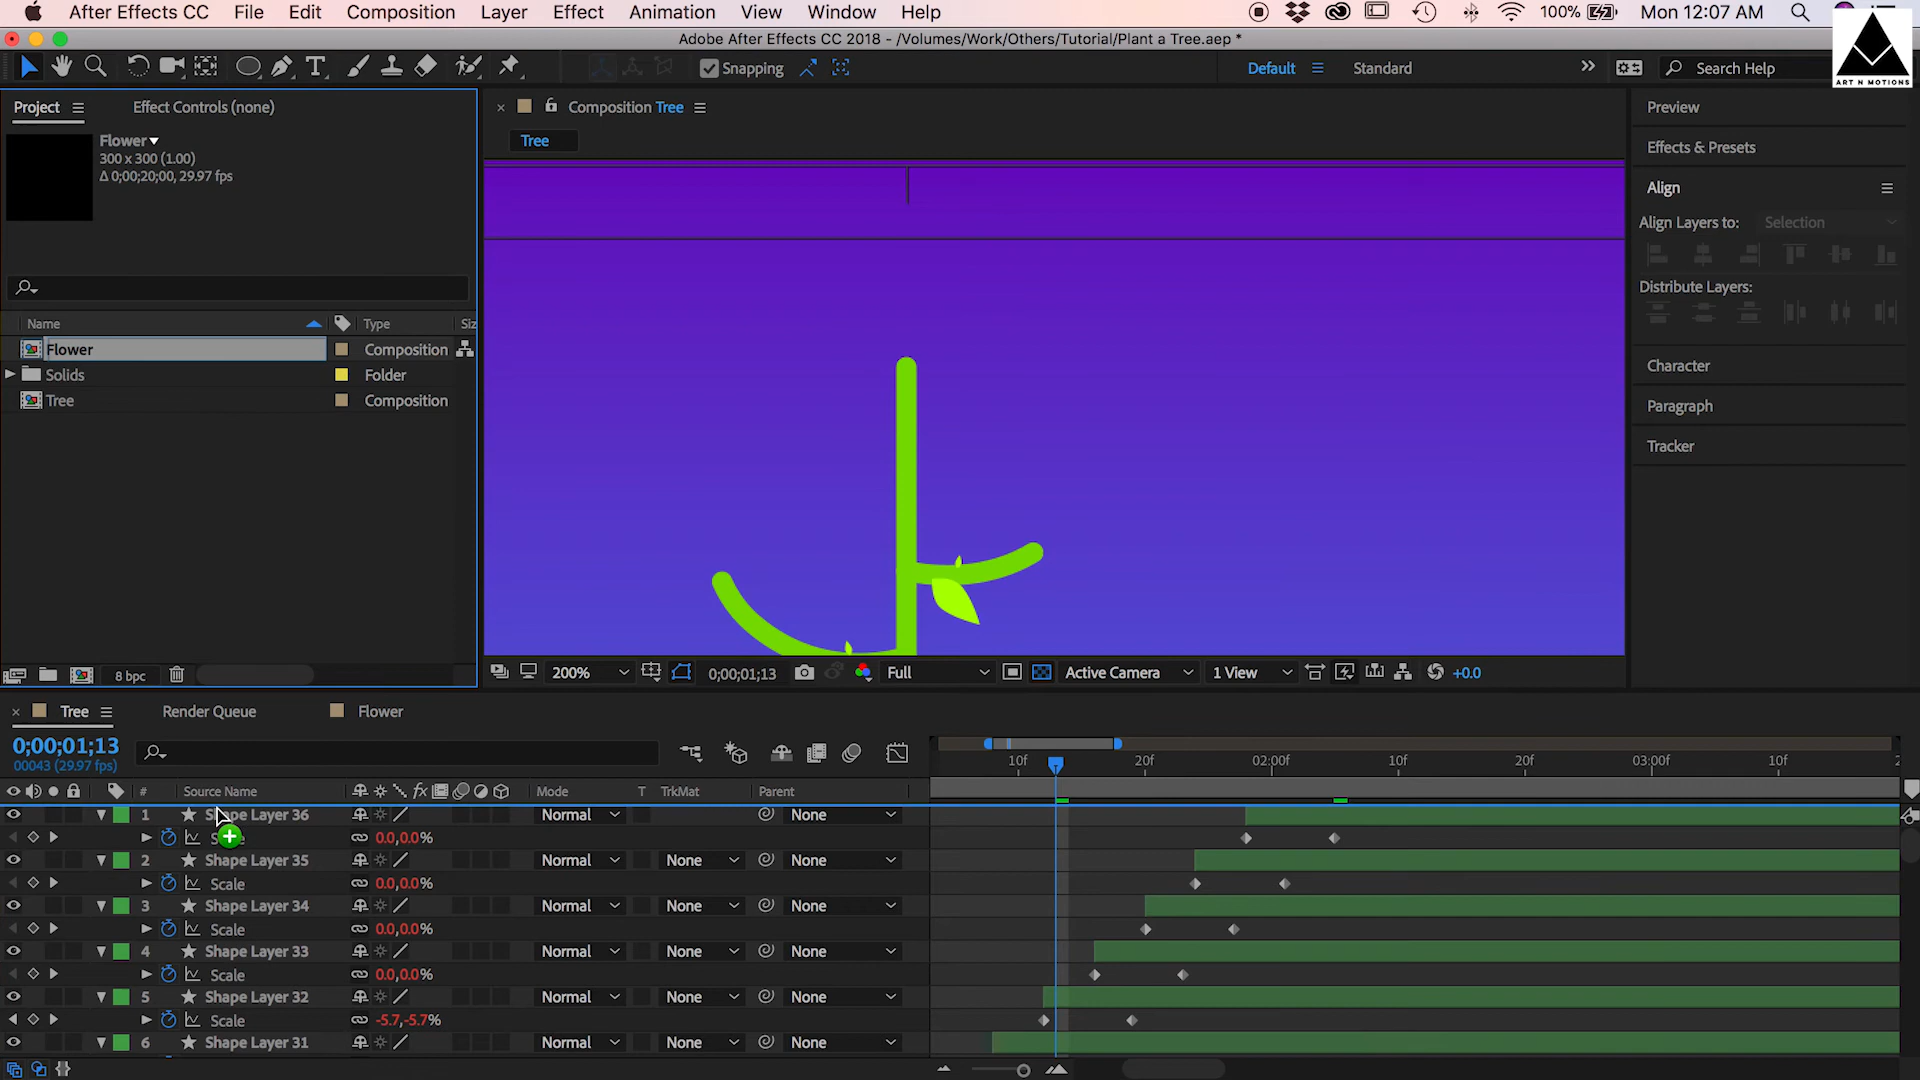 After Effects CC File Edit Composition Layer Effect Animation View Window Help 100% Mon 12:07 AM
Adobe After Effects CC 2018 - /Volumes/Work/Others/Tutorial/Plant a Tree.aep *
Snapping Default Standard Search Help
ART N MOTIONS
Project Effect Controls (none) Composition Tree Preview
Flower
300 x 300 (1.00)
Δ 0;00;20;00, 29.97 fps
Tree
Effects & Presets
Align
Align Layers to: Selection
Distribute Layers:
Character
Paragraph
Tracker
Name Type Siz
Flower Composition
Solids Folder
Tree Composition
8 bpc 200% 0;00;01;13 Full Active Camera 1 View +0.0
Tree Render Queue Flower
0;00;01;13
00043 (29.97 fps)
10f 20f 02:00f 10f 20f 03:00f 10f 2
# Source Name fx Mode T TrkMat Parent
1 Shape Layer 36 Normal None
0.0,0.0%
2 Shape Layer 35 Normal None None
Scale 0.0,0.0%
3 Shape Layer 34 Normal None None
Scale 0.0,0.0%
4 Shape Layer 33 Normal None None
Scale 0.0,0.0%
5 Shape Layer 32 Normal None None
Scale -5.7,-5.7%
6 Shape Layer 31 Normal None None